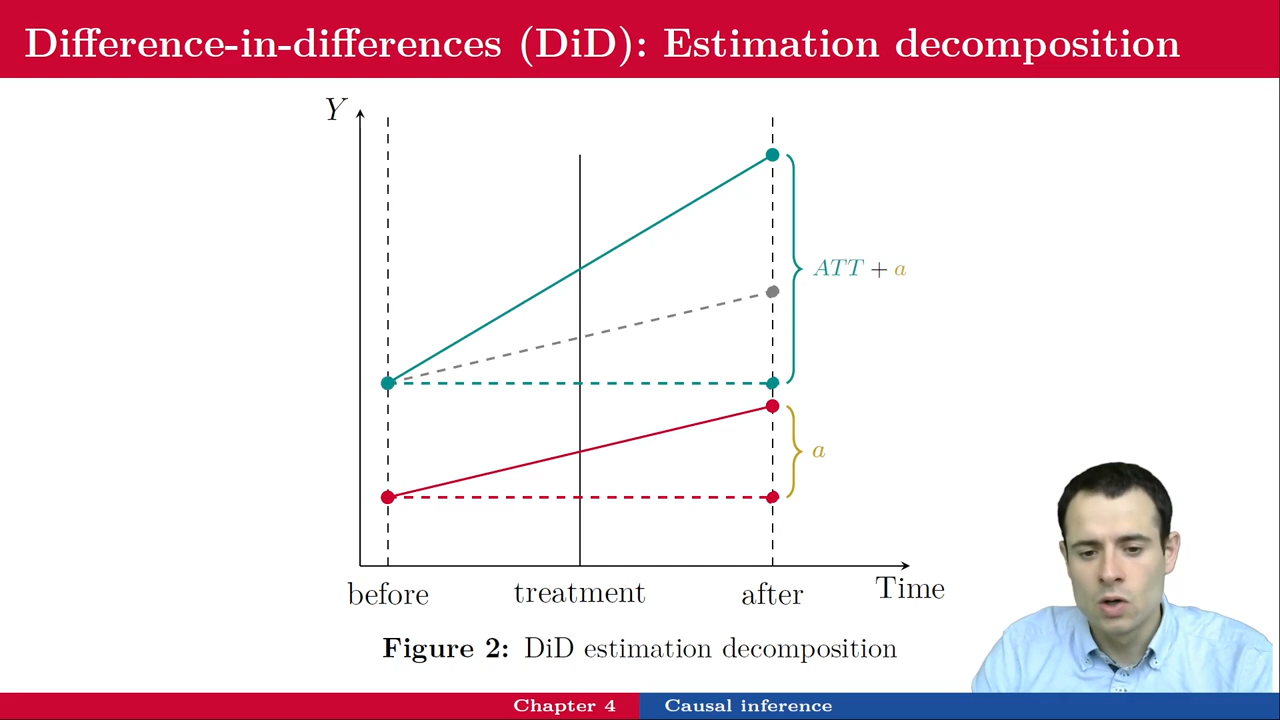 Difference-in-differences (DiD): Estimation decomposition
Y
ATT + a
a
before
treatment
after
Time
Figure 2: DiD estimation decomposition
Chapter 4
Causal inference